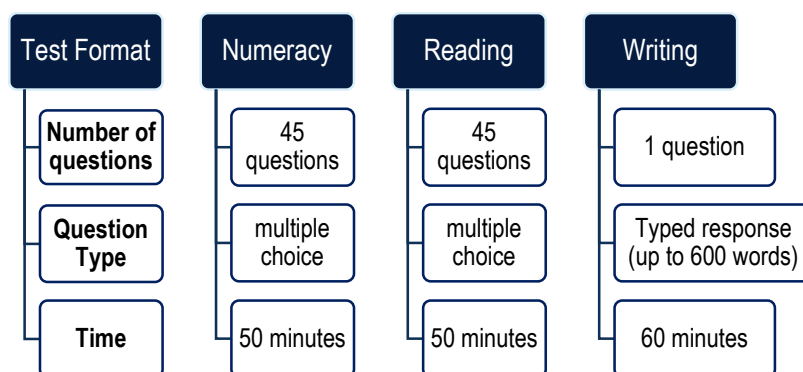 Test Format
Numeracy
Reading
Writing
Number of
questions
45
questions
45
questions
1 question
Question
Type
multiple
choice
multiple
choice
Typed response
(up to 600 words)
Time
50 minutes
50 minutes
60 minutes